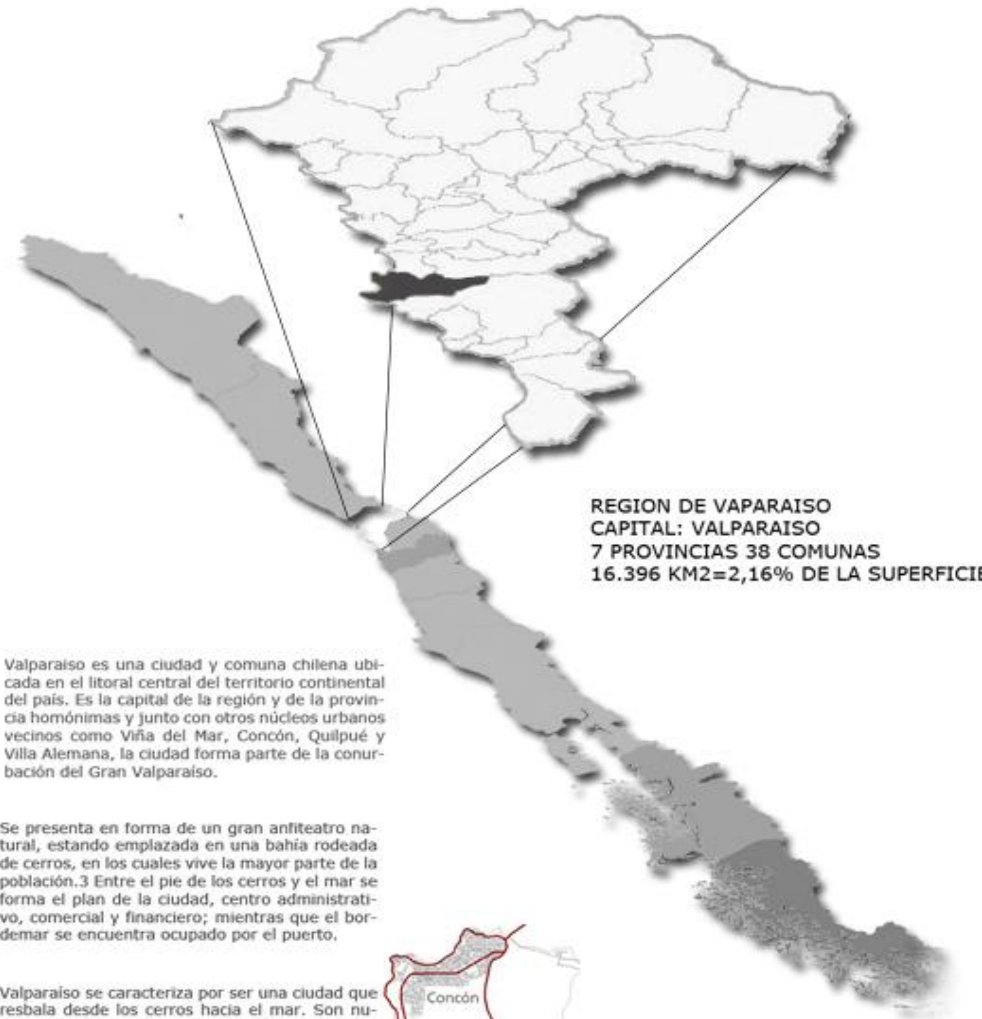 REGION DE VAPARAISO
CAPITAL: VALPARAISO
7 PROVINCIAS 38 COMUNAS
16.396 KM2=2,16% DE LA SUPERFICIE
Valparaiso es una ciudad y comuna chilena ubi-
cada en el litoral central del territorio continental
del país. Es la capital de la región y de la provin-
cia homónimas y junto con otros núcleos urbanos
vecinos como Viña del Mar, Concón, Quilpué y
Villa Alemana, la ciudad forma parte de la conur-
bación del Gran Valparaíso.
Se presenta en forma de un gran anfiteatro na-
tural, estando emplazada en una bahía rodeada
de cerros, en los cuales vive la mayor parte de la
población.3 Entre el pie de los cerros y el mar se
forma el plan de la ciudad, centro administrati-
vo, comercial y financiero; mientras que el bor-
demar se encuentra ocupado por el puerto.
Valparaíso se caracteriza por ser una ciudad que
resbala desde los cerros hacia el mar. Son nu-
Concón